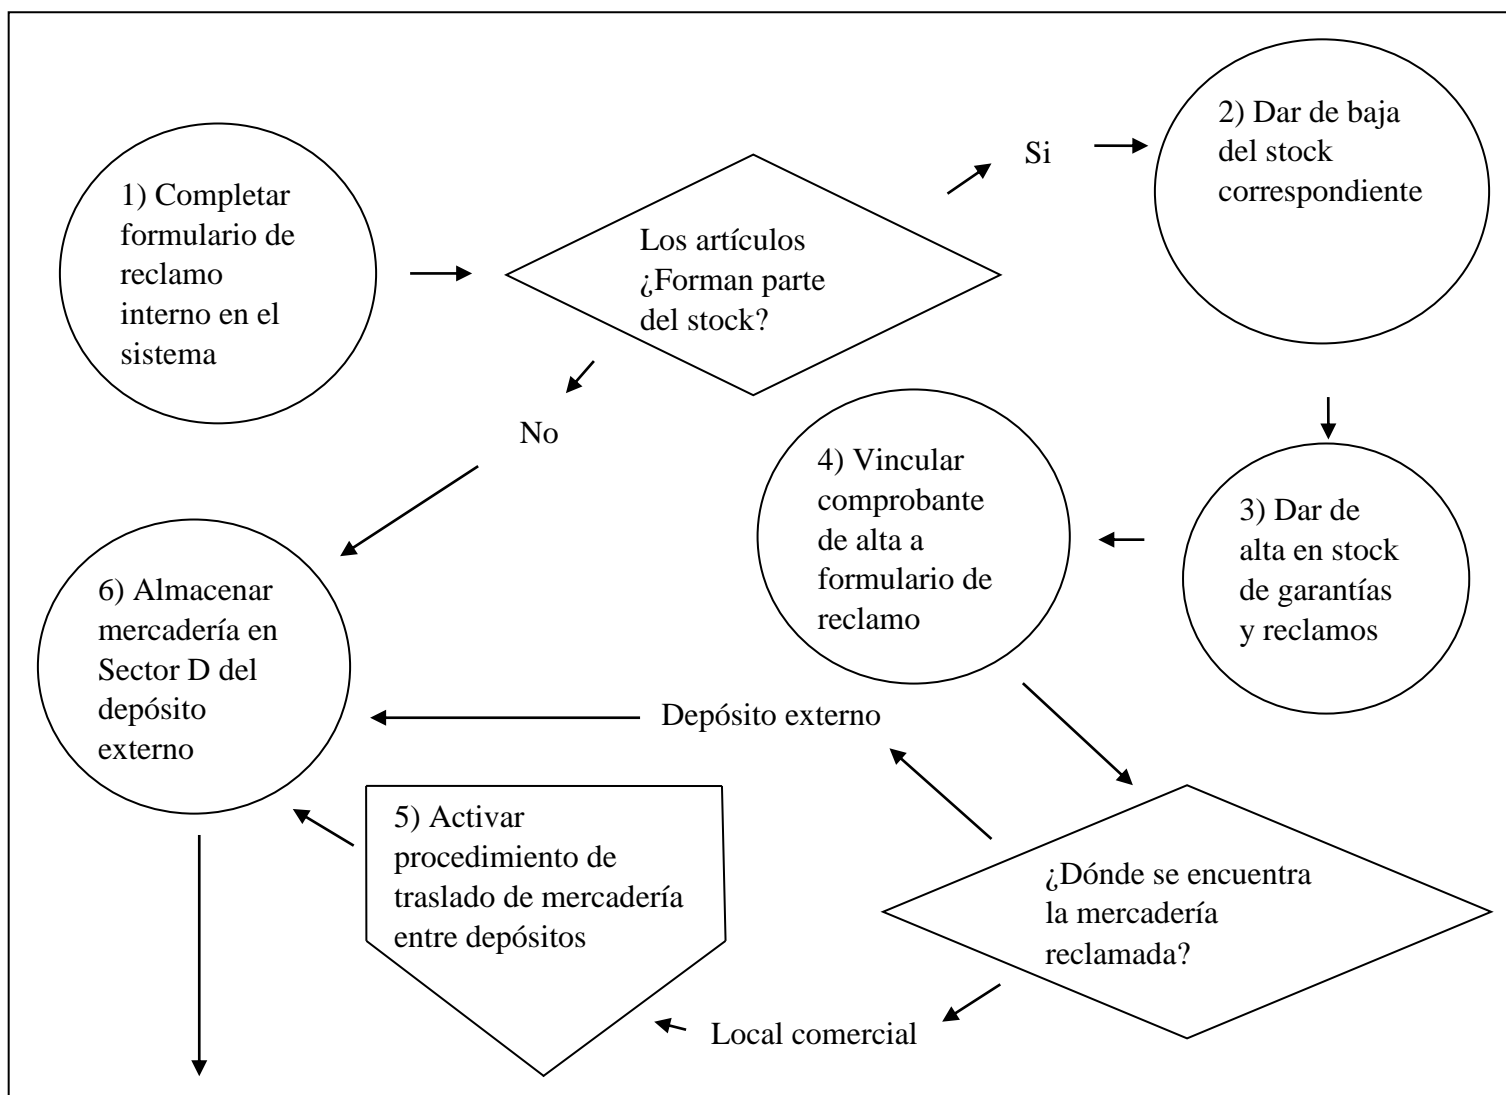 1) Completar
formulario de
reclamo
interno en el
sistema
Los artículos
¿Forman parte
del stock?
Si
2) Dar de baja
del stock
correspondiente
No
3) Dar de
alta en stock
de garantías
y reclamos
4) Vincular
comprobante
de alta a
formulario de
reclamo
¿Dónde se encuentra
la mercadería
reclamada?
Depósito externo
Local comercial
5) Activar
procedimiento de
traslado de mercadería
entre depósitos
6) Almacenar
mercadería en
Sector D del
depósito
externo